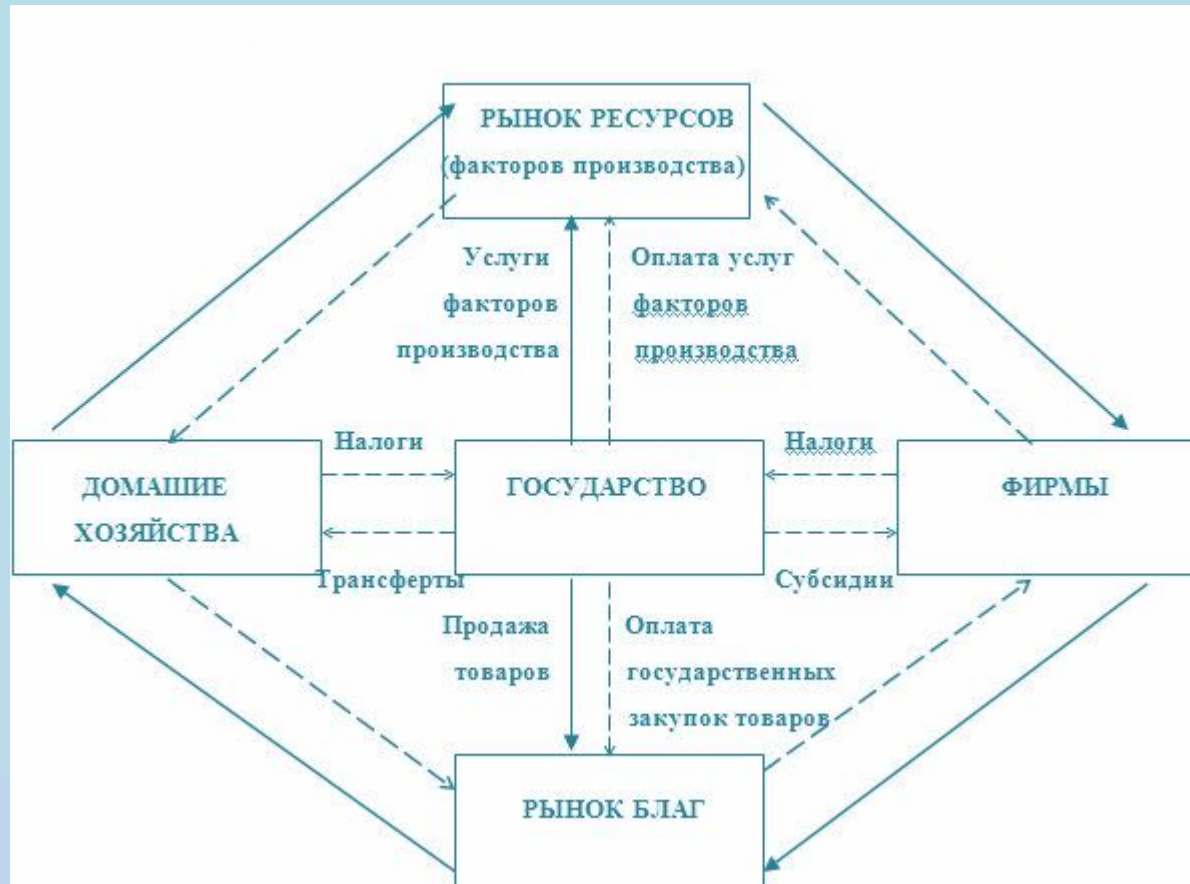 РЫНОК РЕСУРСОВ
(факторов производства)
Услуги
факторов
производства
Оплата услуг
факторов
производства
Налоги
Налоги
ДОМАШИЕ
ХОЗЯЙСТВА
ГОСУДАРСТВО
ФИРМЫ
Трансферты
Субсидии
Продажа
товаров
Оплата
государственных
закупок товаров
РЫНОК БЛАГ